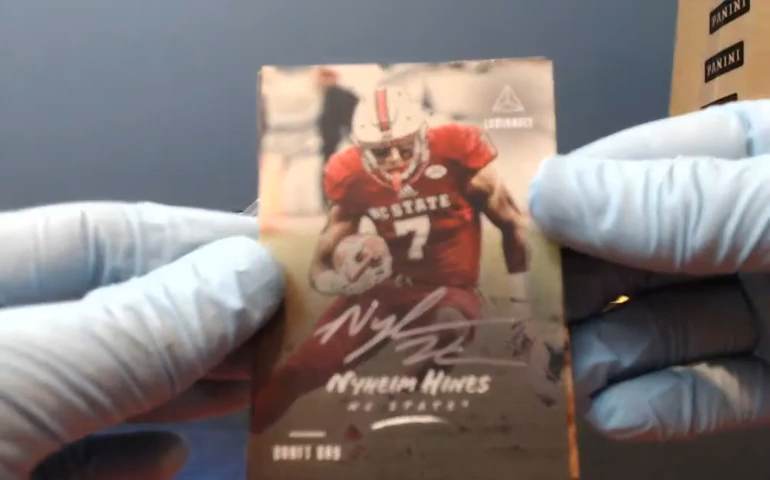 PANINI
PANINI
LUMINANCE
NC STATE
7
Nyheim Hines
NC STATE
DRAFT DAY